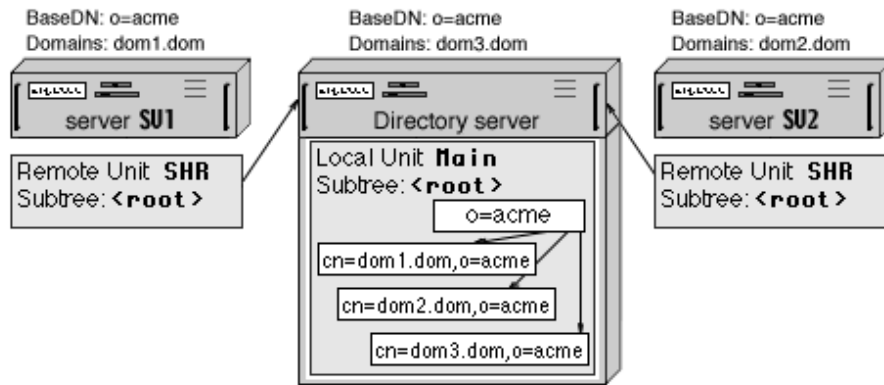 BaseDN: o=acme
Domains: dom1.dom
BaseDN: o=acme
Domains: dom3.dom
BaseDN: o=acme
Domains: dom2.dom
server SU1
Directory server
server SU2
Remote Unit SHR
Subtree: <root>
Local Unit Main
Subtree: <root>
o=acme
cn=dom1.dom,o=acme
cn=dom2.dom,o=acme
cn=dom3.dom,o=acme
Remote Unit SHR
Subtree: <root>